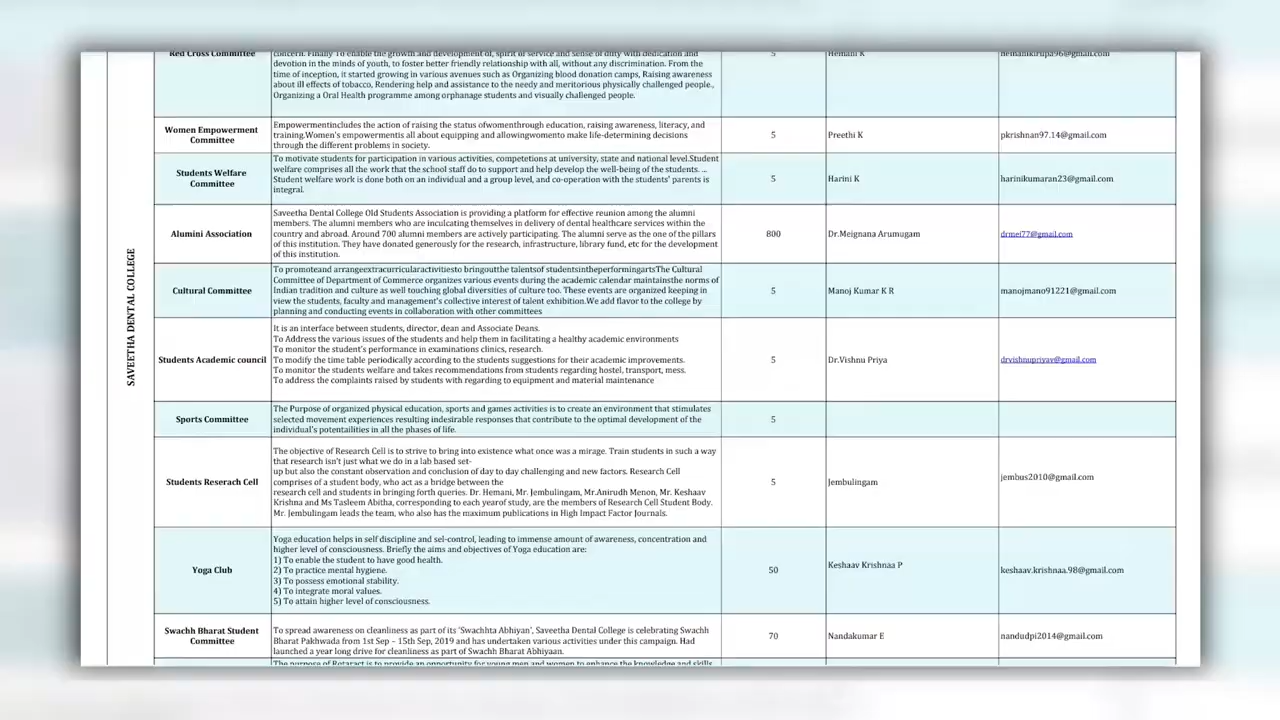 Red Cross Committee
concern. Finally To enable the growth and development of, spirit of service and sense of duty with dedication and
devotion in the minds of youth, to foster better friendly relationship with all, without any discrimination. From the
time of inception, it started growing in various avenues such as Organizing blood donation camps, Raising awareness
about ill effects of tobacco, Rendering help and assistance to the needy and meritorious physically challenged people.,
Organizing a Oral Health programme among orphanage students and visually challenged people.
5
Hemani K
hemanikirupa96@gmail.com
SAVEETHA DENTAL COLLEGE
Women Empowerment
Committee
Empowermentincludes the action of raising the status ofwomenthrough education, raising awareness, literacy, and
training.Women's empowermentis all about equipping and allowingwomento make life-determining decisions
through the different problems in society.
5
Preethi K
pkrishnan97.14@gmail.com
Students Welfare
Committee
To motivate students for participation in various activities, competetions at university, state and national level.Student
welfare comprises all the work that the school staff do to support and help develop the well-being of the students. ...
Student welfare work is done both on an individual and a group level, and co-operation with the students' parents is
integral.
5
Harini K
harinikumaran23@gmail.com
Alumini Association
Saveetha Dental College Old Students Association is providing a platform for effective reunion among the alumni
members. The alumni members who are inculcating themselves in delivery of dental healthcare services within the
country and abroad. Around 700 alumni members are actively participating. The alumni serve as the one of the pillars
of this institution. They have donated generously for the research, infrastructure, library fund, etc for the development
of this institution.
800
Dr.Meignana Arumugam
drmei77@gmail.com
Cultural Committee
To promoteand arrangeextracurricularactivitiesto bringoutthe talentsof studentsintheperformingartsThe Cultural
Committee of Department of Commerce organizes various events during the academic calendar maintainsthe norms of
Indian tradition and culture as well touching global diversities of culture too. These events are organized keeping in
view the students, faculty and management's collective interest of talent exhibition.We add flavor to the college by
planning and conducting events in collaboration with other committees
5
Manoj Kumar K R
manojmano91221@gmail.com
Students Academic council
It is an interface between students, director, dean and Associate Deans.
To Address the various issues of the students and help them in facilitating a healthy academic environments
To monitor the student's performance in examinations clinics, research.
To modify the time table periodically according to the students suggestions for their academic improvements.
To monitor the students welfare and takes recommendations from students regarding hostel, transport, mess.
To address the complaints raised by students with regarding to equipment and material maintenance
5
Dr.Vishnu Priya
drvishnupriyav@gmail.com
Sports Committee
The Purpose of organized physical education, sports and games activities is to create an environment that stimulates
selected movement experiences resulting indesirable responses that contribute to the optimal development of the
individual's potentailities in all the phases of life.
5
Students Reserach Cell
The objective of Research Cell is to strive to bring into existence what once was a mirage. Train students in such a way
that research isn't just what we do in a lab based set-
up but also the constant observation and conclusion of day to day challenging and new factors. Research Cell
comprises of a student body, who act as a bridge between the
research cell and students in bringing forth queries. Dr. Hemani, Mr. Jembulingam, Mr.Anirudh Menon, Mr. Keshaav
Krishna and Ms Tasleem Abitha, corresponding to each yearof study, are the members of Research Cell Student Body.
Mr. Jembulingam leads the team, who also has the maximum publications in High Impact Factor Journals.
5
Jembulingam
jembus2010@gmail.com
Yoga Club
Yoga education helps in self discipline and sel-control, leading to immense amount of awareness, concentration and
higher level of consciousness. Briefly the aims and objectives of Yoga education are:
1) To enable the student to have good health.
2) To practice mental hygiene.
3) To possess emotional stability.
4) To integrate moral values.
5) To attain higher level of consciousness.
50
Keshaav Krishnaa P
keshaav.krishnaa.98@gmail.com
Swachh Bharat Student
Committee
To spread awareness on cleanliness as part of its 'Swachhta Abhiyan', Saveetha Dental College is celebrating Swachh
Bharat Pakhwada from 1st Sep – 15th Sep, 2019 and has undertaken various activities under this campaign. Had
launched a year long drive for cleanliness as part of Swachh Bharat Abhiyaan.
70
Nandakumar E
nandudpi2014@gmail.com
The purpose of Rotaract is to provide an opportunity for young men and women to enhance the knowledge and skills